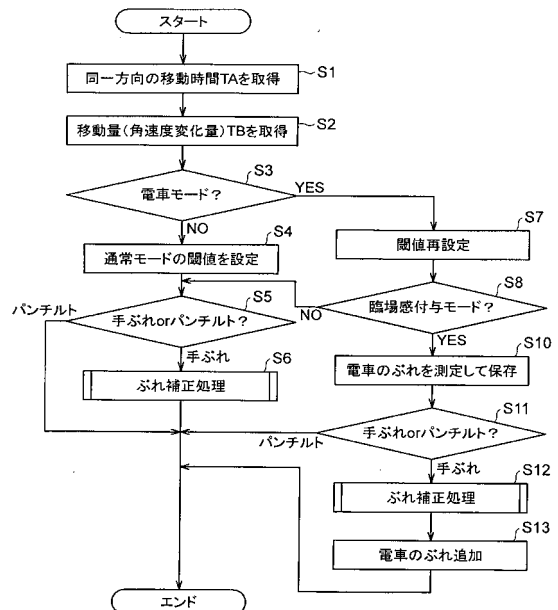 スタート
同一方向の移動時間TAを取得
S1
移動量(角速度変化量)TBを取得
S2
電車モード?
S3
YES
NO
通常モードの閾値を設定
S4
閾値再設定
S7
手ぶれorパンチルト?
S5
パンチルト
手ぶれ
臨場感付与モード?
S8
NO
YES
ぶれ補正処理
S6
電車のぶれを測定して保存
S10
手ぶれorパンチルト?
S11
パンチルト
手ぶれ
ぶれ補正処理
S12
電車のぶれ追加
S13
エンド